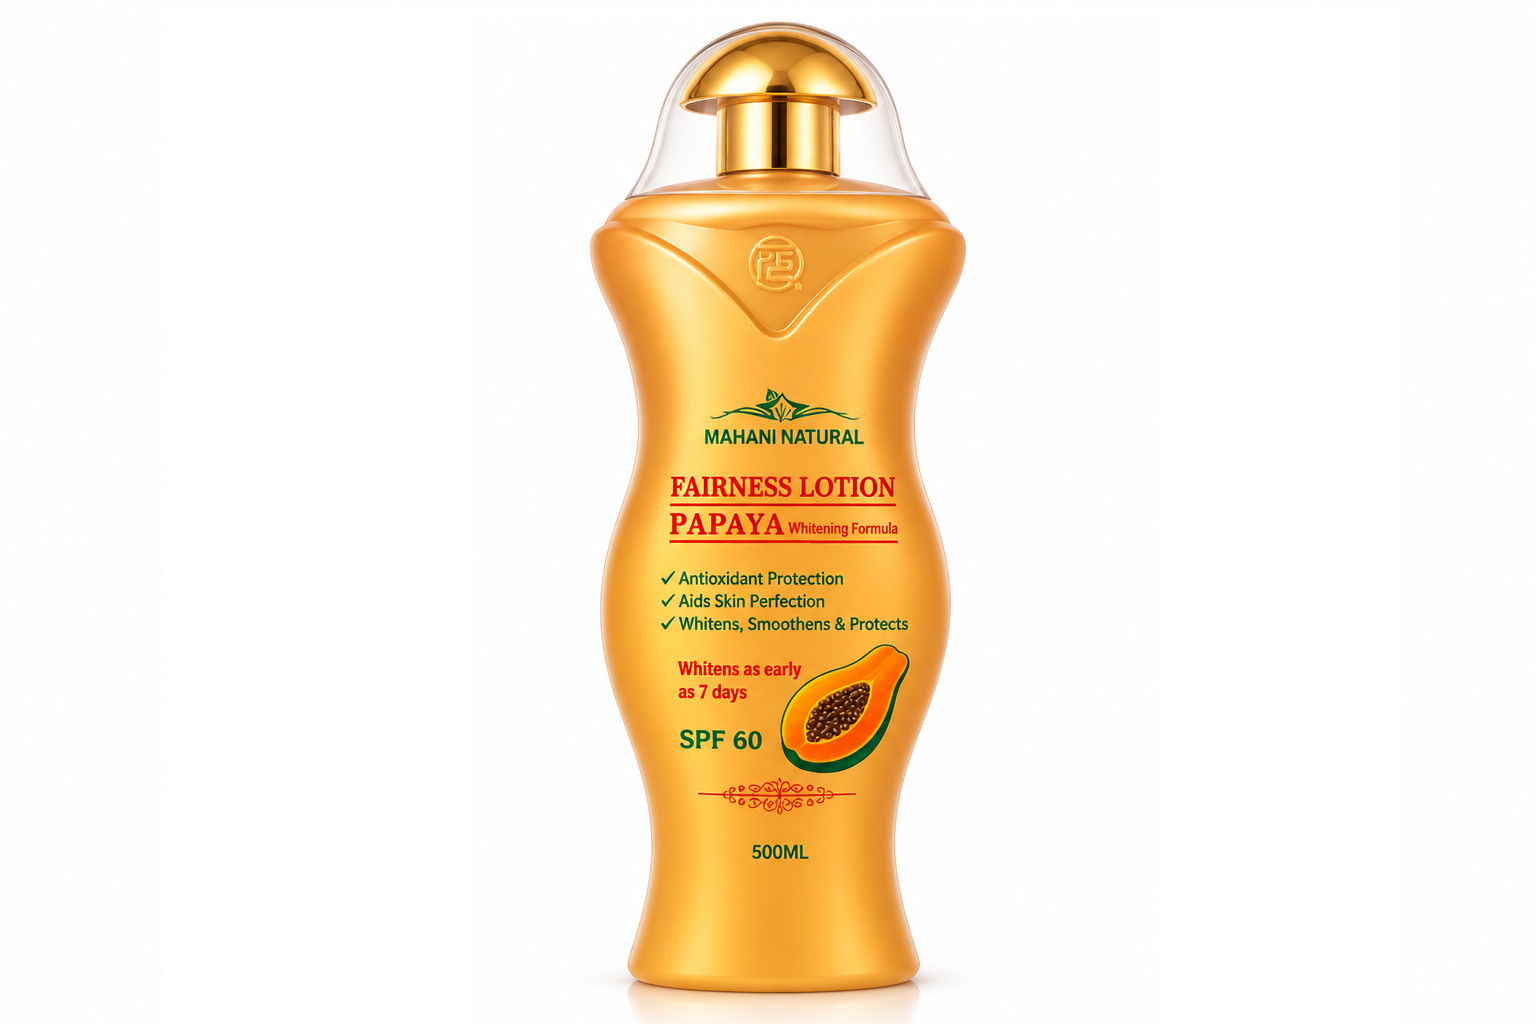 MAHANI NATURAL
FAIRNESS LOTION
PAPAYA Whitening Formula
✓ Antioxidant Protection
✓ Aids Skin Perfection
✓ Whitens, Smoothens & Protects
Whitens as early
as 7 days
SPF 60
500ML